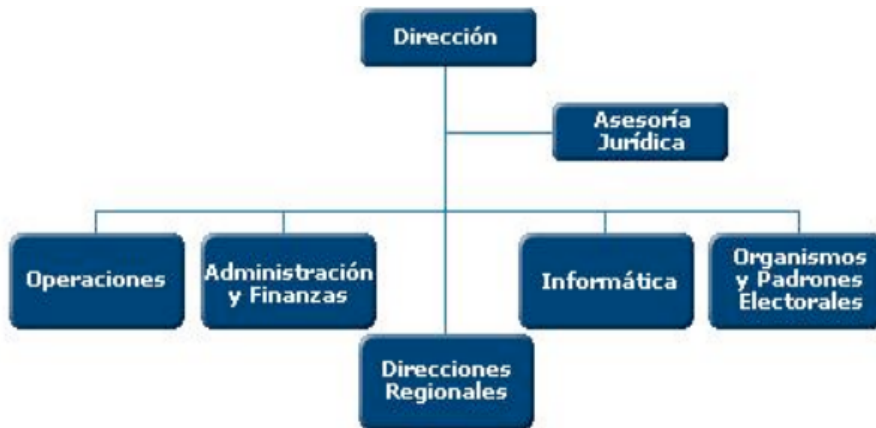 Dirección
Asesoría
Jurídica
Operaciones
Administración
y Finanzas
Informática
Organismos
y Padrones
Electorales
Direcciones
Regionales